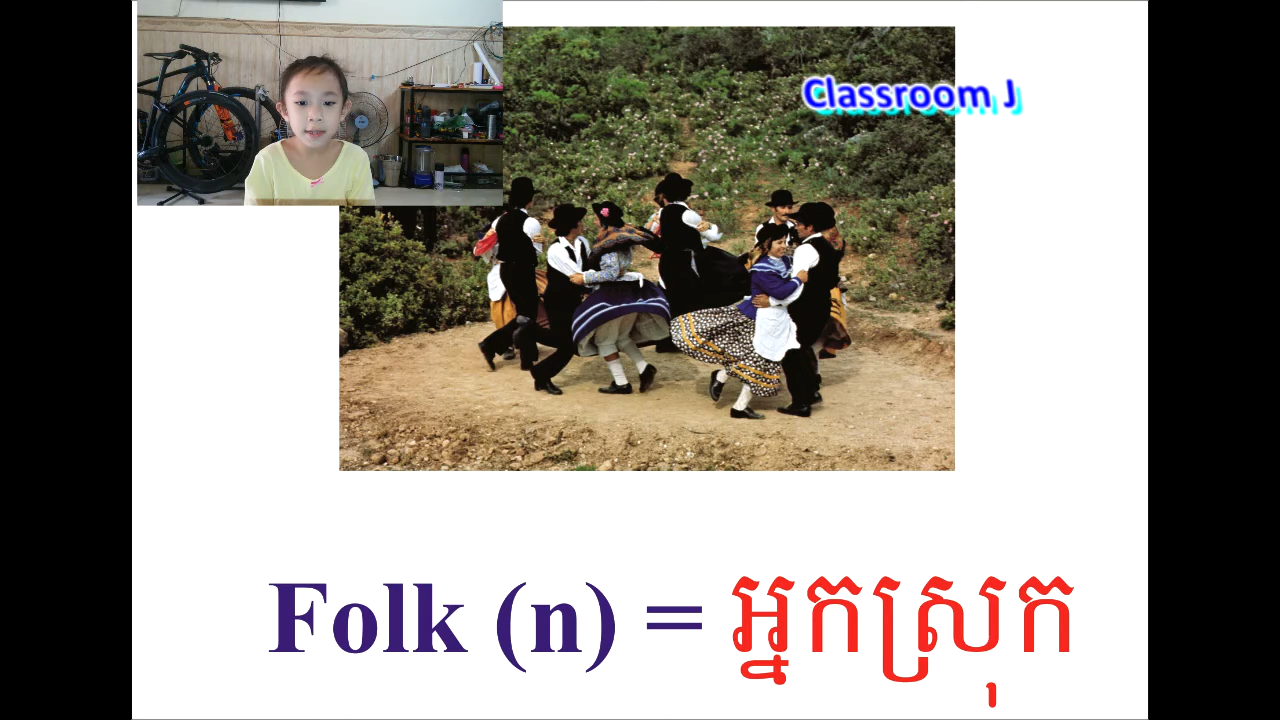 Classroom J
Folk (n) = អ្នកស្រុក